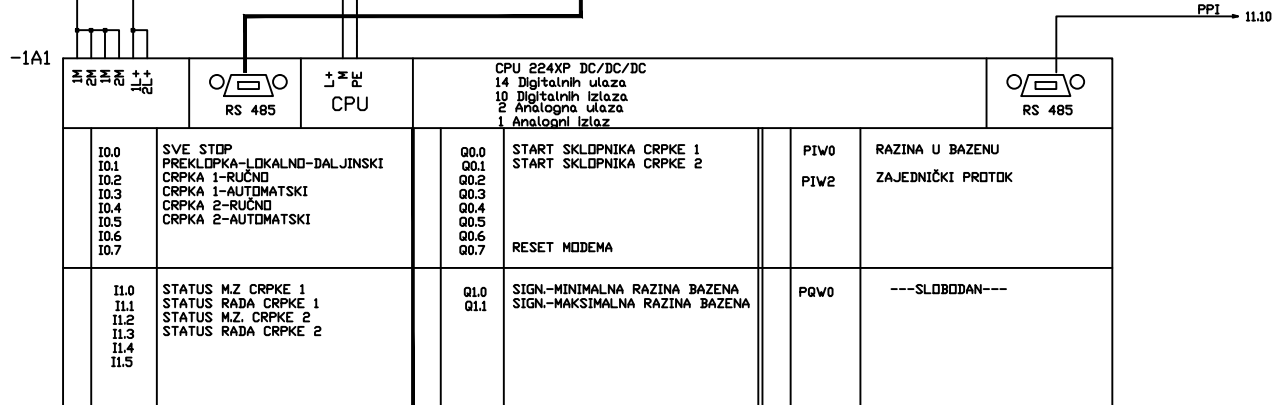 PPI 11.10
-1A1
1M 2M 1M 2M 1L+ 2L+
RS 485
L+ M PE
CPU
CPU 224XP DC/DC/DC
14 Digitalnih ulaza
10 Digitalnih izlaza
2 Analogna ulaza
1 Analogni izlaz
RS 485
I0.0 SVE STOP
I0.1 PREKLOPKA-LOKALNO-DALJINSKI
I0.2 CRPKA 1-RUČNO
I0.3 CRPKA 1-AUTOMATSKI
I0.4 CRPKA 2-RUČNO
I0.5 CRPKA 2-AUTOMATSKI
I0.6
I0.7
Q0.0 START SKLOPNIKA CRPKE 1
Q0.1 START SKLOPNIKA CRPKE 2
Q0.2
Q0.3
Q0.4
Q0.5
Q0.6
Q0.7 RESET MODEMA
PIW0 RAZINA U BAZENU
PIW2 ZAJEDNIČKI PROTOK
I1.0 STATUS M.Z CRPKE 1
I1.1 STATUS RADA CRPKE 1
I1.2 STATUS M.Z. CRPKE 2
I1.3 STATUS RADA CRPKE 2
I1.4
I1.5
Q1.0 SIGN.-MINIMALNA RAZINA BAZENA
Q1.1 SIGN.-MAKSIMALNA RAZINA BAZENA
PQW0 ---SLOBODAN---